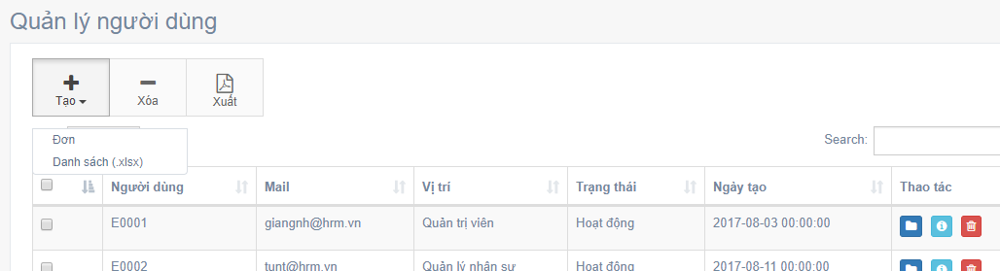 Quản lý người dùng
Tạo
Xóa
Xuất
Đơn
Danh sách (.xlsx)
Search:
Người dùng Mail Vị trí Trạng thái Ngày tạo Thao tác
E0001 giangnh@hrm.vn Quản trị viên Hoạt động 2017-08-03 00:00:00
E0002 tunt@hrm.vn Quản lý nhân sự Hoạt động 2017-08-11 00:00:00